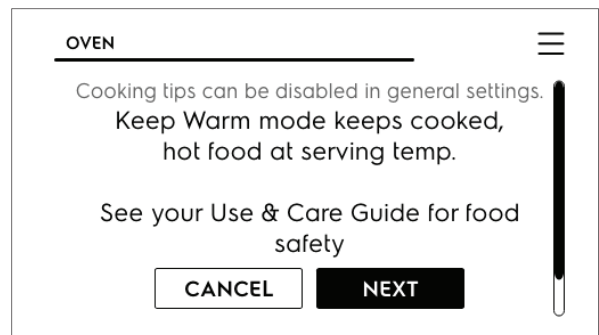 OVEN
Cooking tips can be disabled in general settings.
Keep Warm mode keeps cooked,
hot food at serving temp.
See your Use & Care Guide for food
safety
CANCEL
NEXT